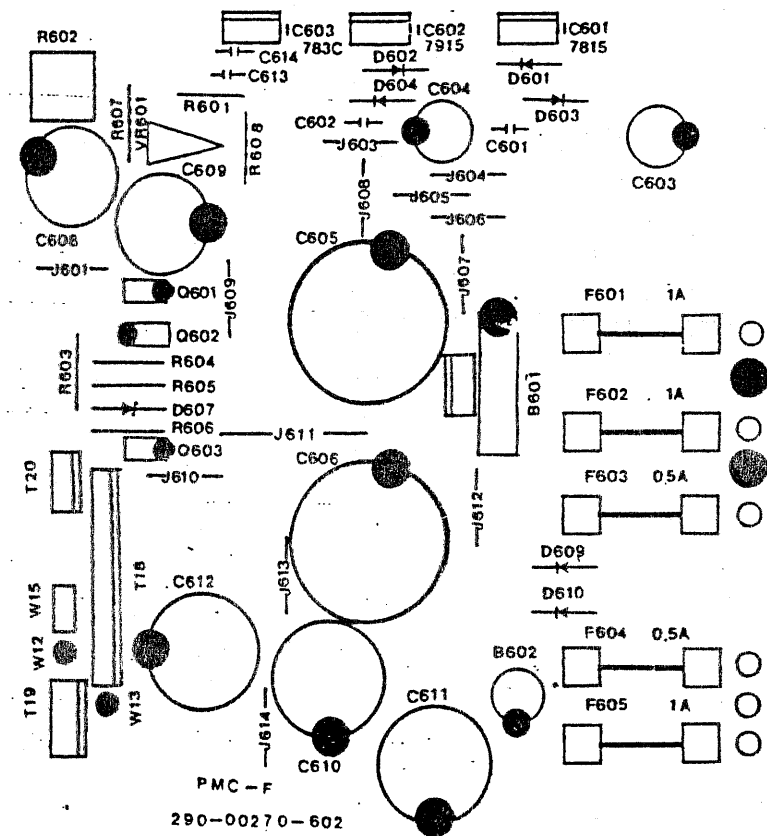 IC603
783C
IC602
7915
IC601
7815
R602
C614
C613
D602
D601
D604
C604
D603
R601
R607
VR601
R608
C602
J603
C601
C609
J604
C603
J608
J605
J606
C608
C605
J607
J601
J609
Q601
F601 1A
Q602
R603
R604
R605
B601
D607
F602 1A
R606
J611
Q603
C606
T20
J610
F603 0.5A
J612
D609
J613
T18
C612
D610
W15
W12
F604 0.5A
B602
T19
W13
C611
F605 1A
J614
C610
PMC-F
290-00270-602